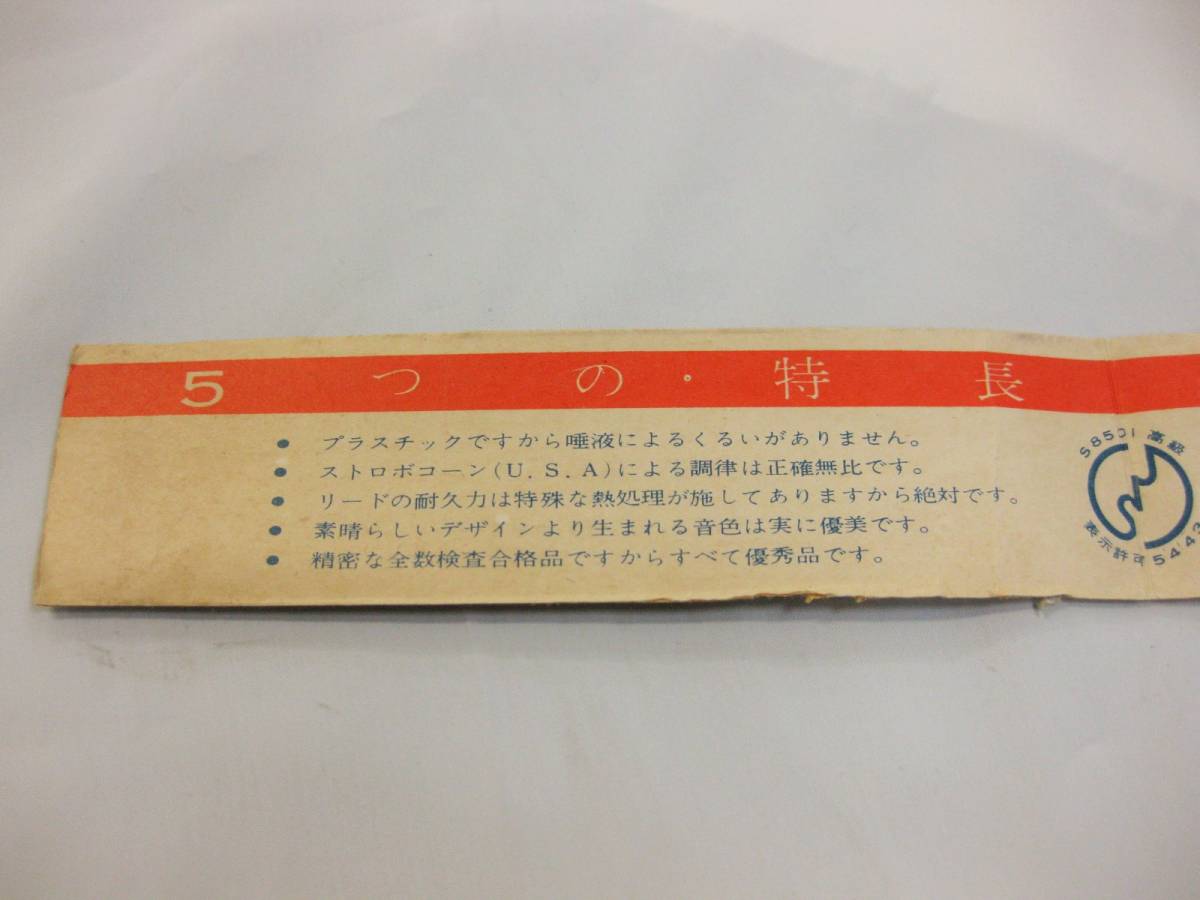 5つの・特長
● プラスチックですから唾液によるくるいがありません。
● ストロボコーン(U.S.A)による調律は正確無比です。
● リードの耐久力は特殊な熱処理が施してありますから絶対です。
● 素晴らしいデザインより生まれる音色は実に優美です。
● 精密な全数検査合格品ですからすべて優秀品です。
S8501 高級
表示許可